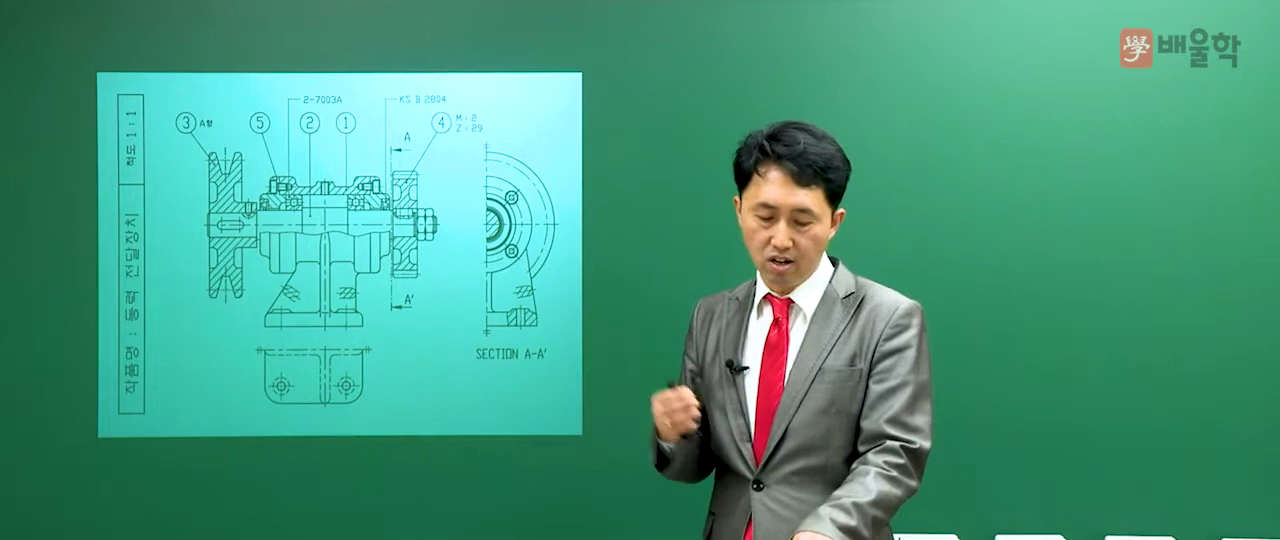 學 배울학
척도 1:1
작품명 : 동력 전달장치
2-7003A
KS B 2804
3 A형
5
2
1
4 M:2
Z:29
A
A'
SECTION A-A'